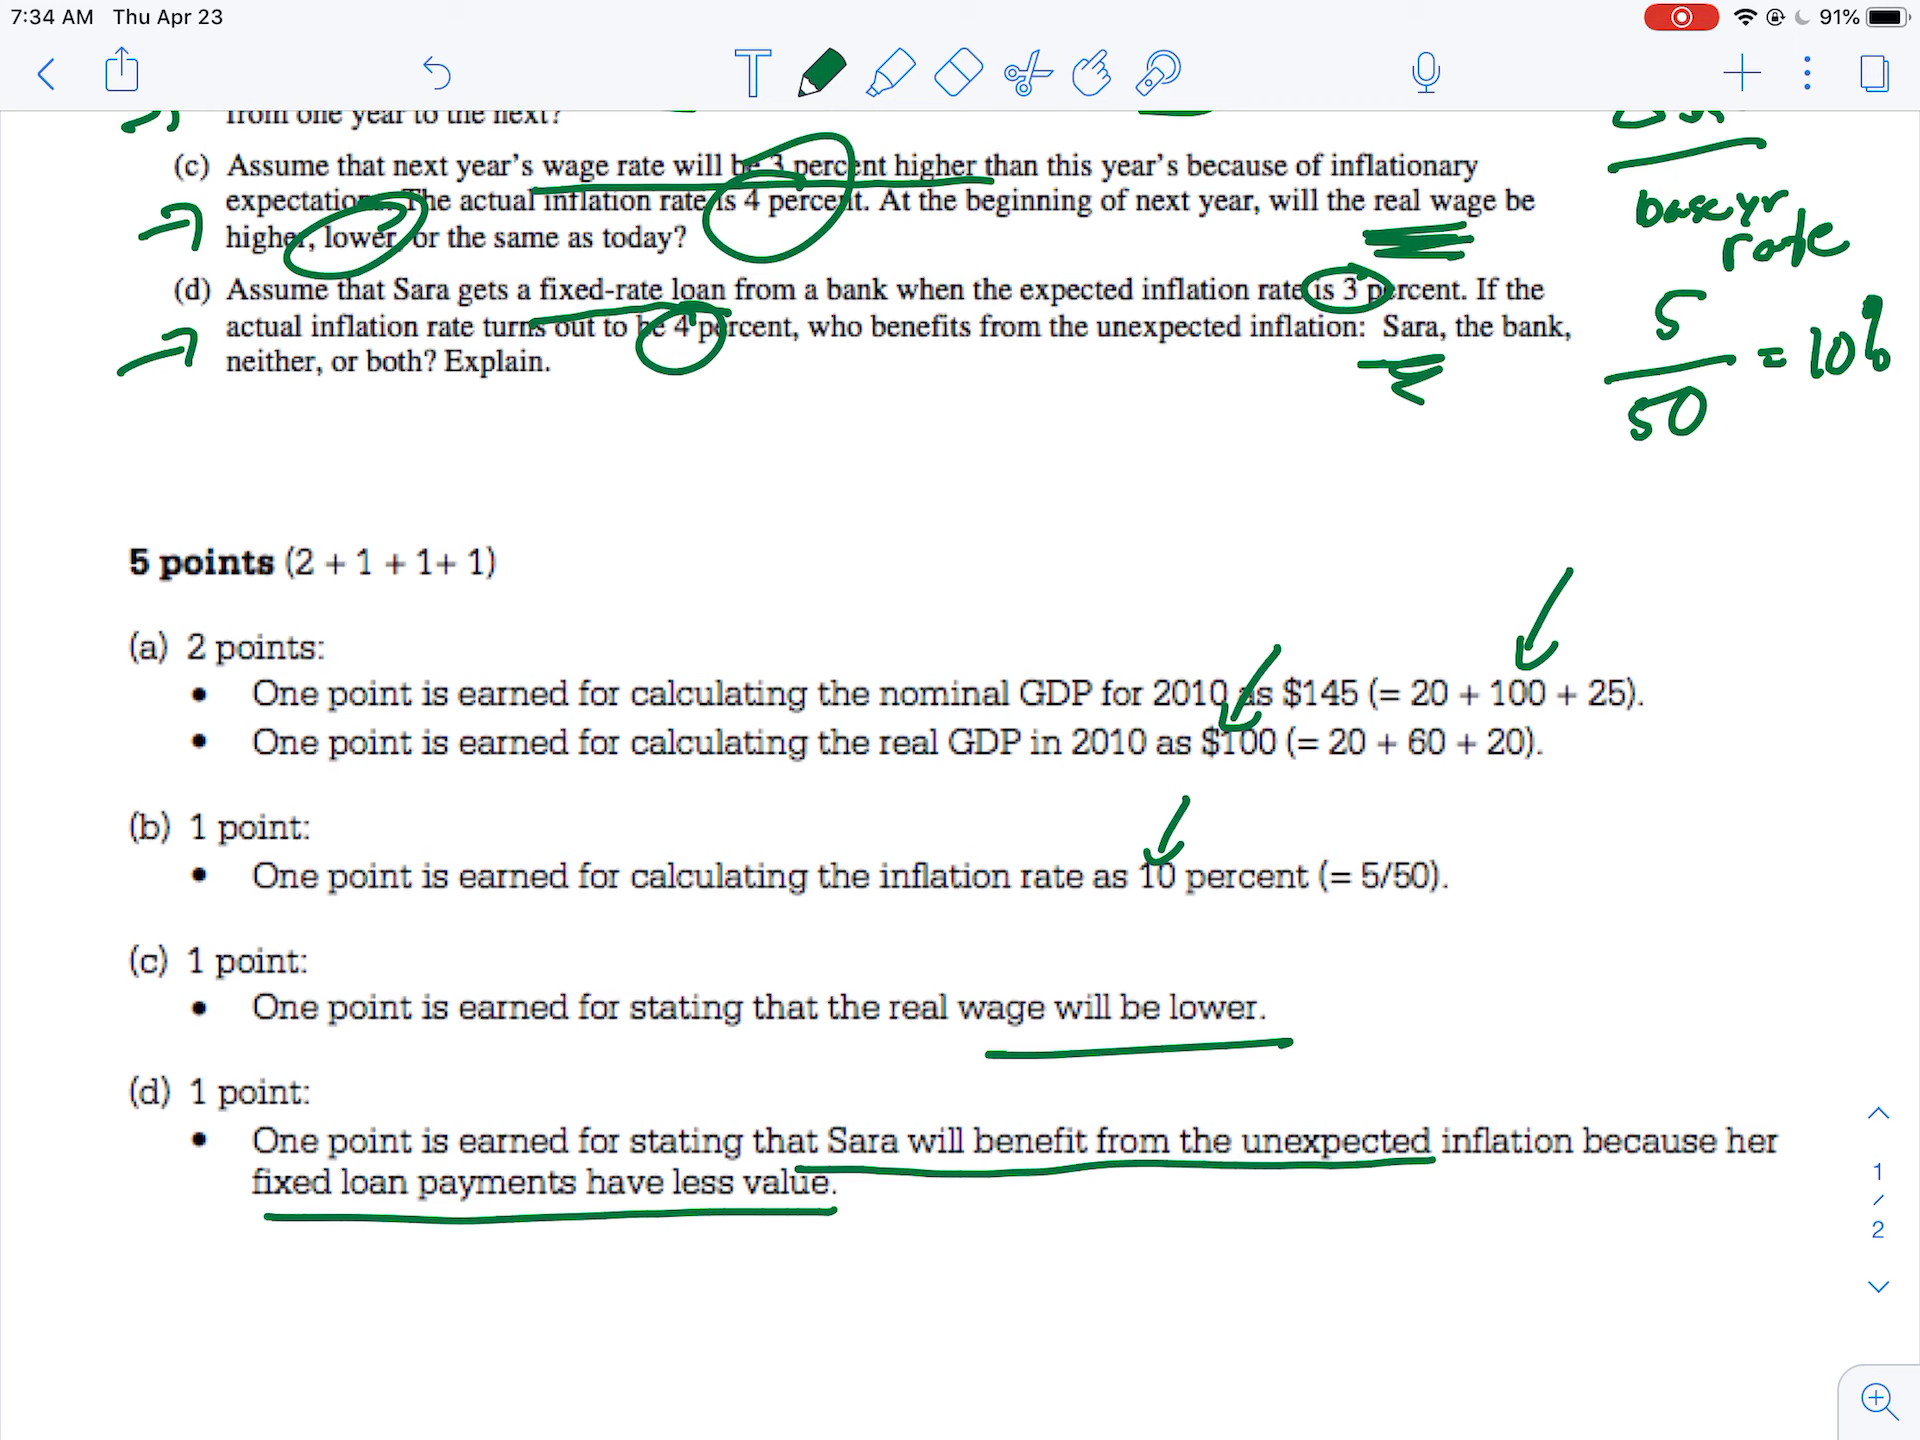 7:34 AM Thu Apr 23
91%
T
from one year to the next?
(c) Assume that next year's wage rate will be 3 percent higher than this year's because of inflationary
expectations. The actual inflation rate is 4 percent. At the beginning of next year, will the real wage be
higher, lower, or the same as today?
base yr
rate
(d) Assume that Sara gets a fixed-rate loan from a bank when the expected inflation rate is 3 percent. If the
actual inflation rate turns out to be 4 percent, who benefits from the unexpected inflation: Sara, the bank,
neither, or both? Explain.
5
50
= 10%
5 points (2 + 1 + 1+ 1)
(a) 2 points:
• One point is earned for calculating the nominal GDP for 2010 as $145 (= 20 + 100 + 25).
• One point is earned for calculating the real GDP in 2010 as $100 (= 20 + 60 + 20).
(b) 1 point:
• One point is earned for calculating the inflation rate as 10 percent (= 5/50).
(c) 1 point:
• One point is earned for stating that the real wage will be lower.
(d) 1 point:
• One point is earned for stating that Sara will benefit from the unexpected inflation because her
fixed loan payments have less value.
1
/
2